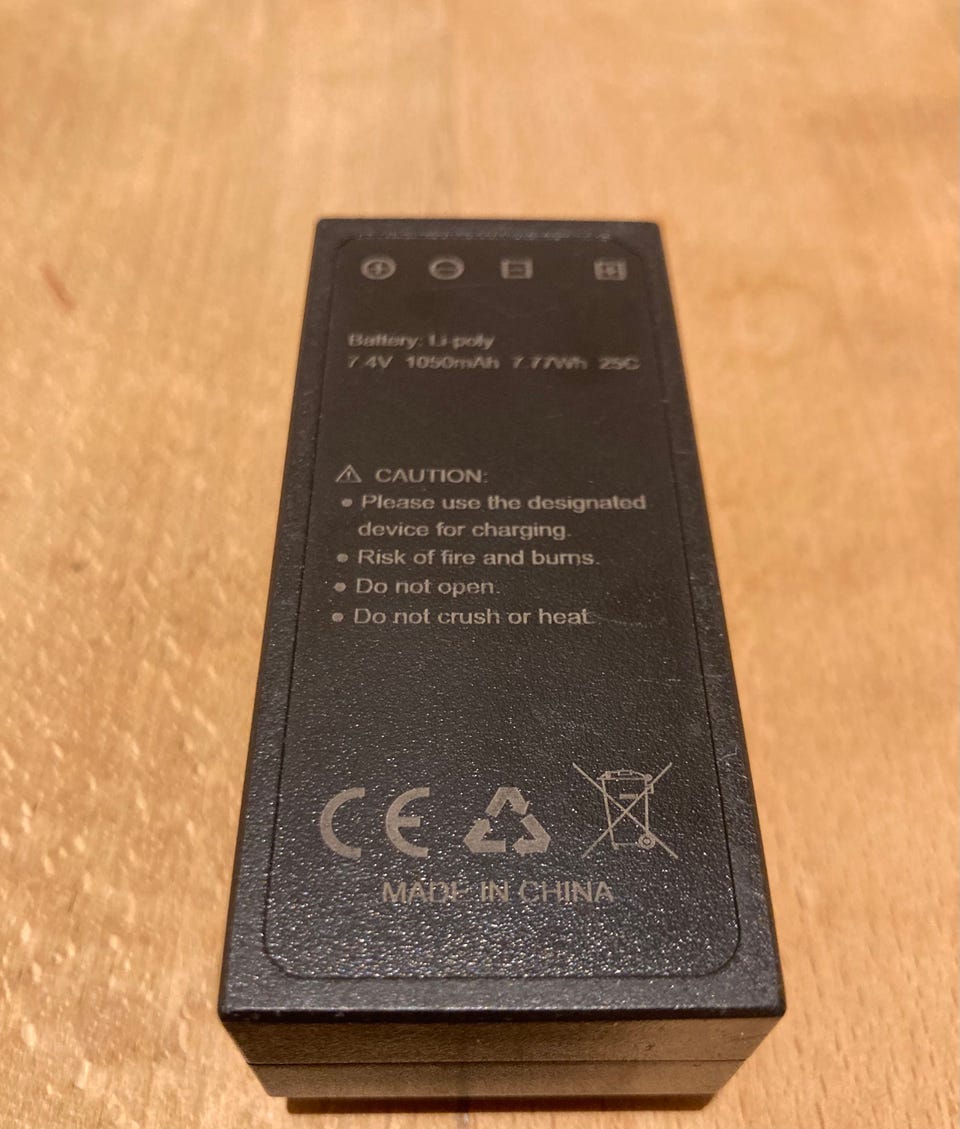 Battery: Li-poly
7.4V 1050mAh 7.77Wh 25C
CAUTION:
• Please use the designated
device for charging.
• Risk of fire and burns.
• Do not open.
• Do not crush or heat.
CE
MADE IN CHINA